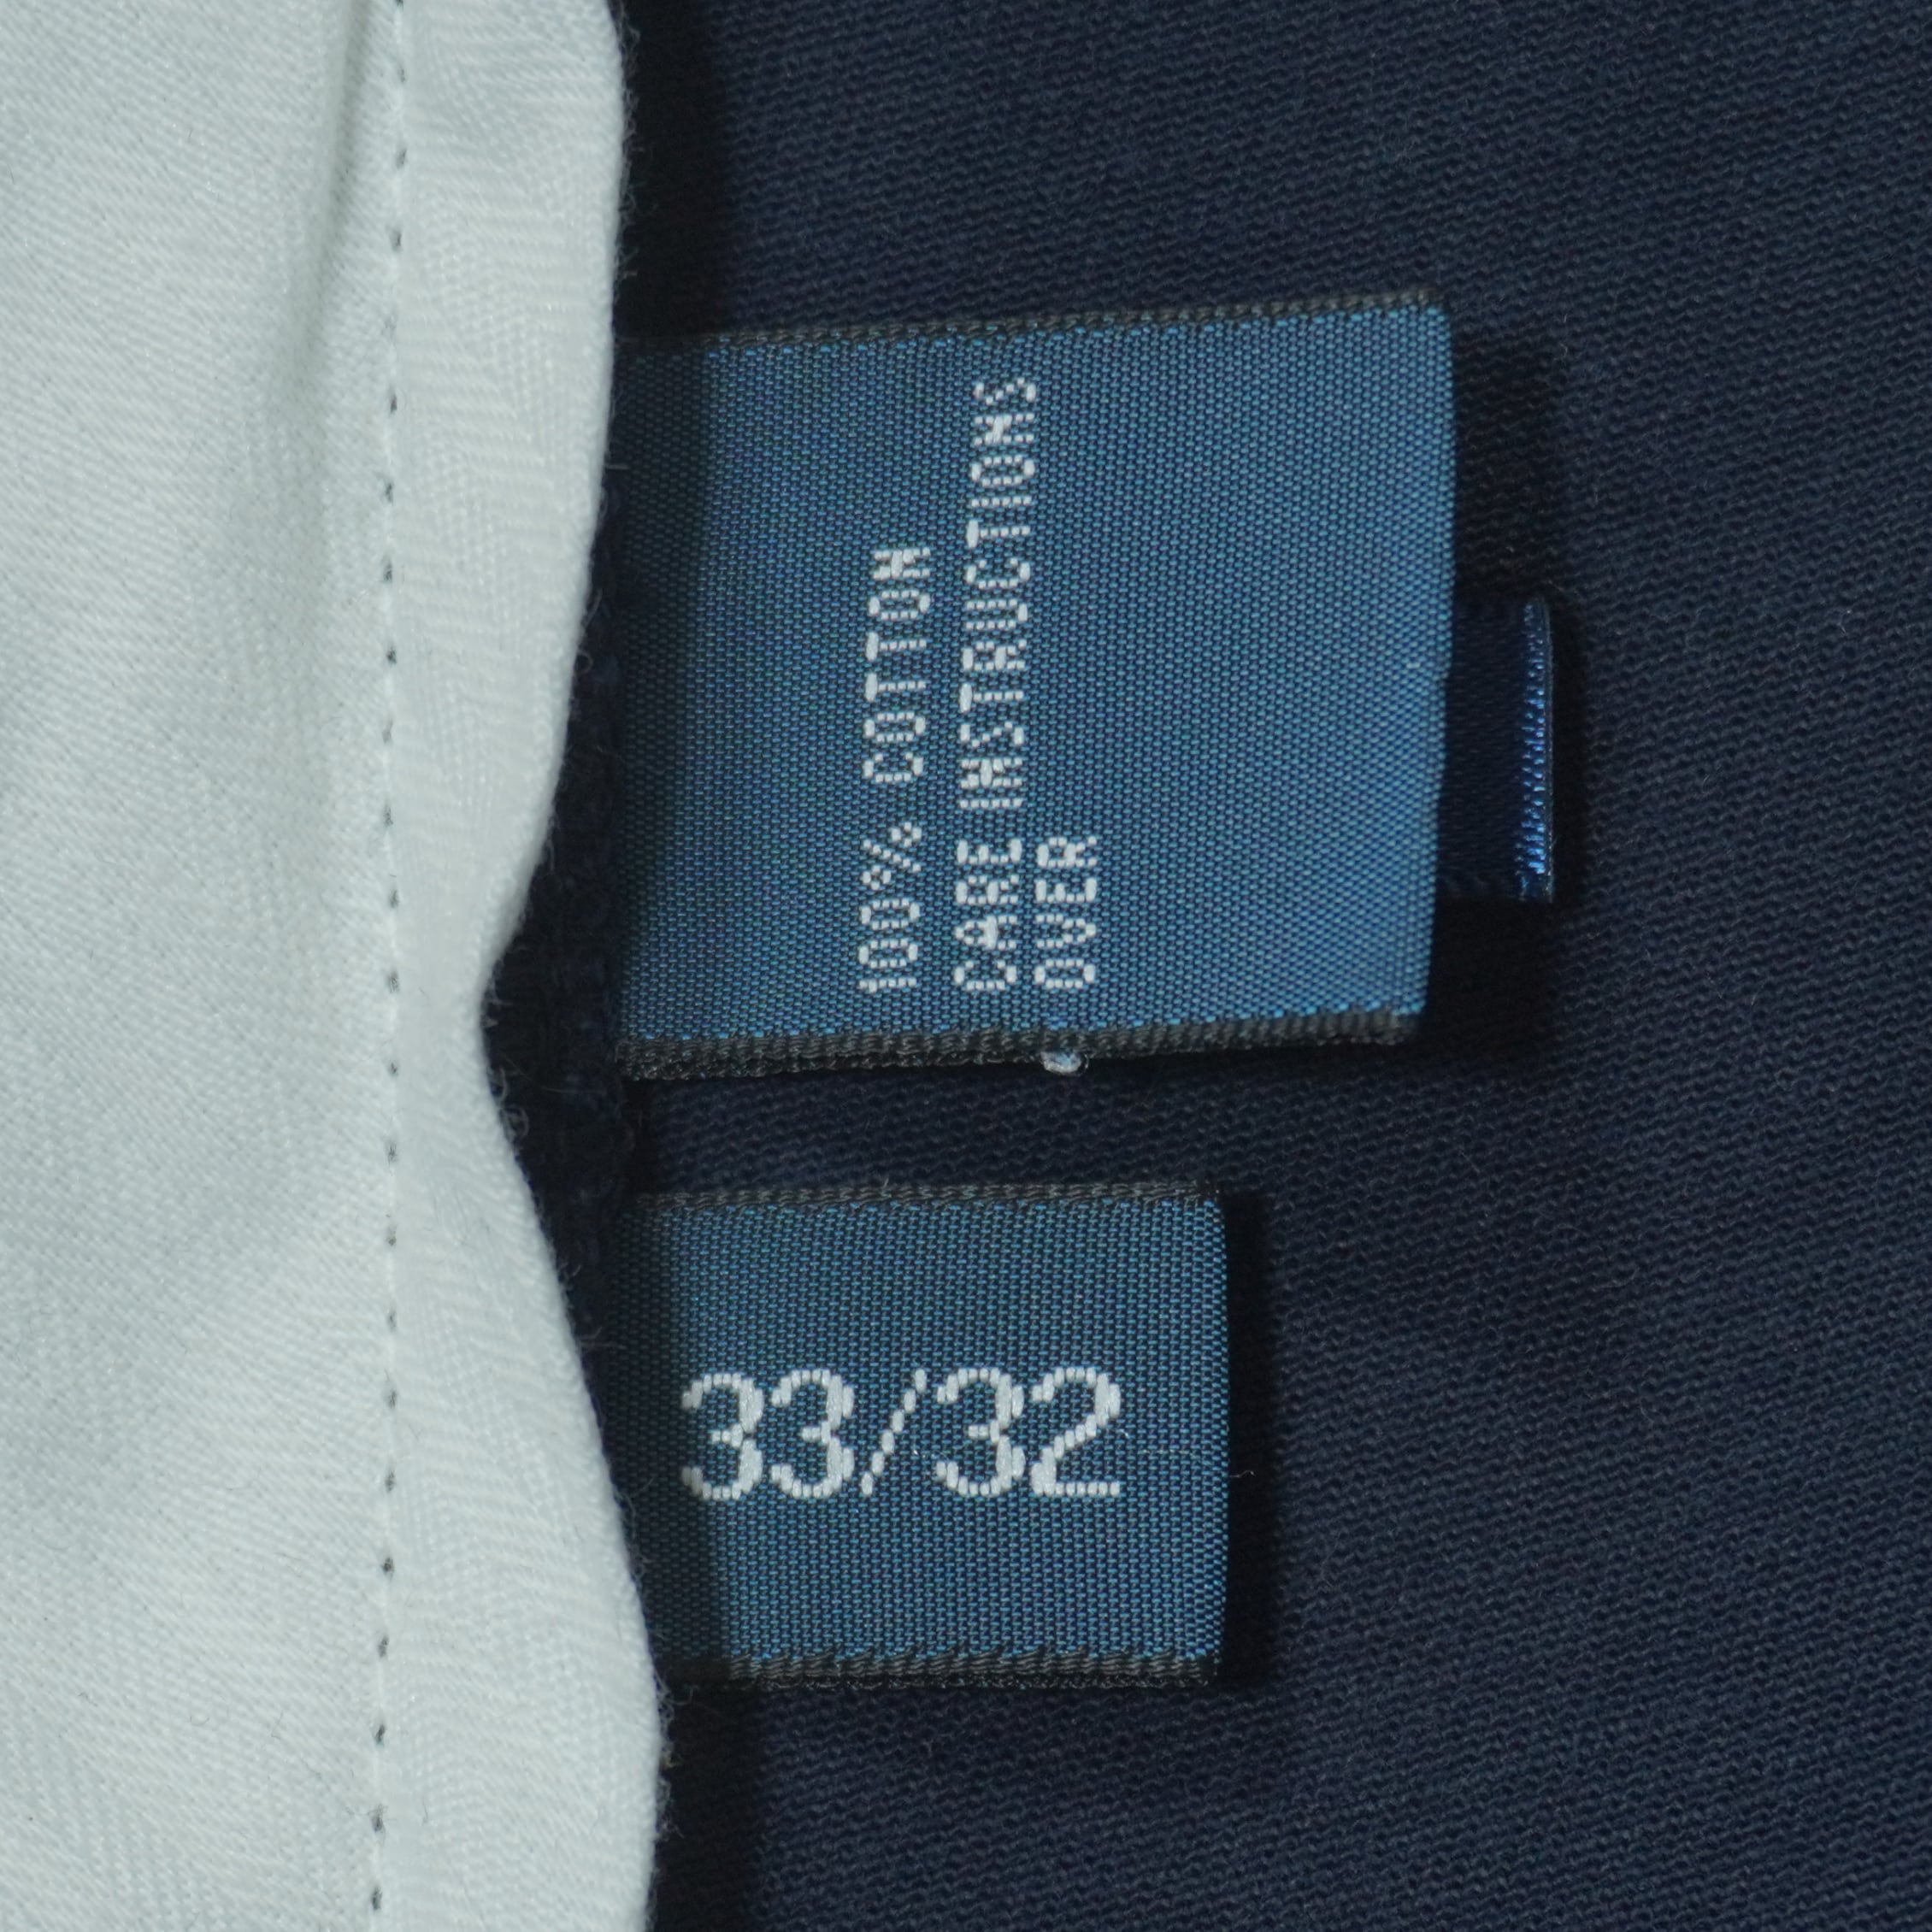 100% COTTON
CARE INSTRUCTIONS
OVER
33/32